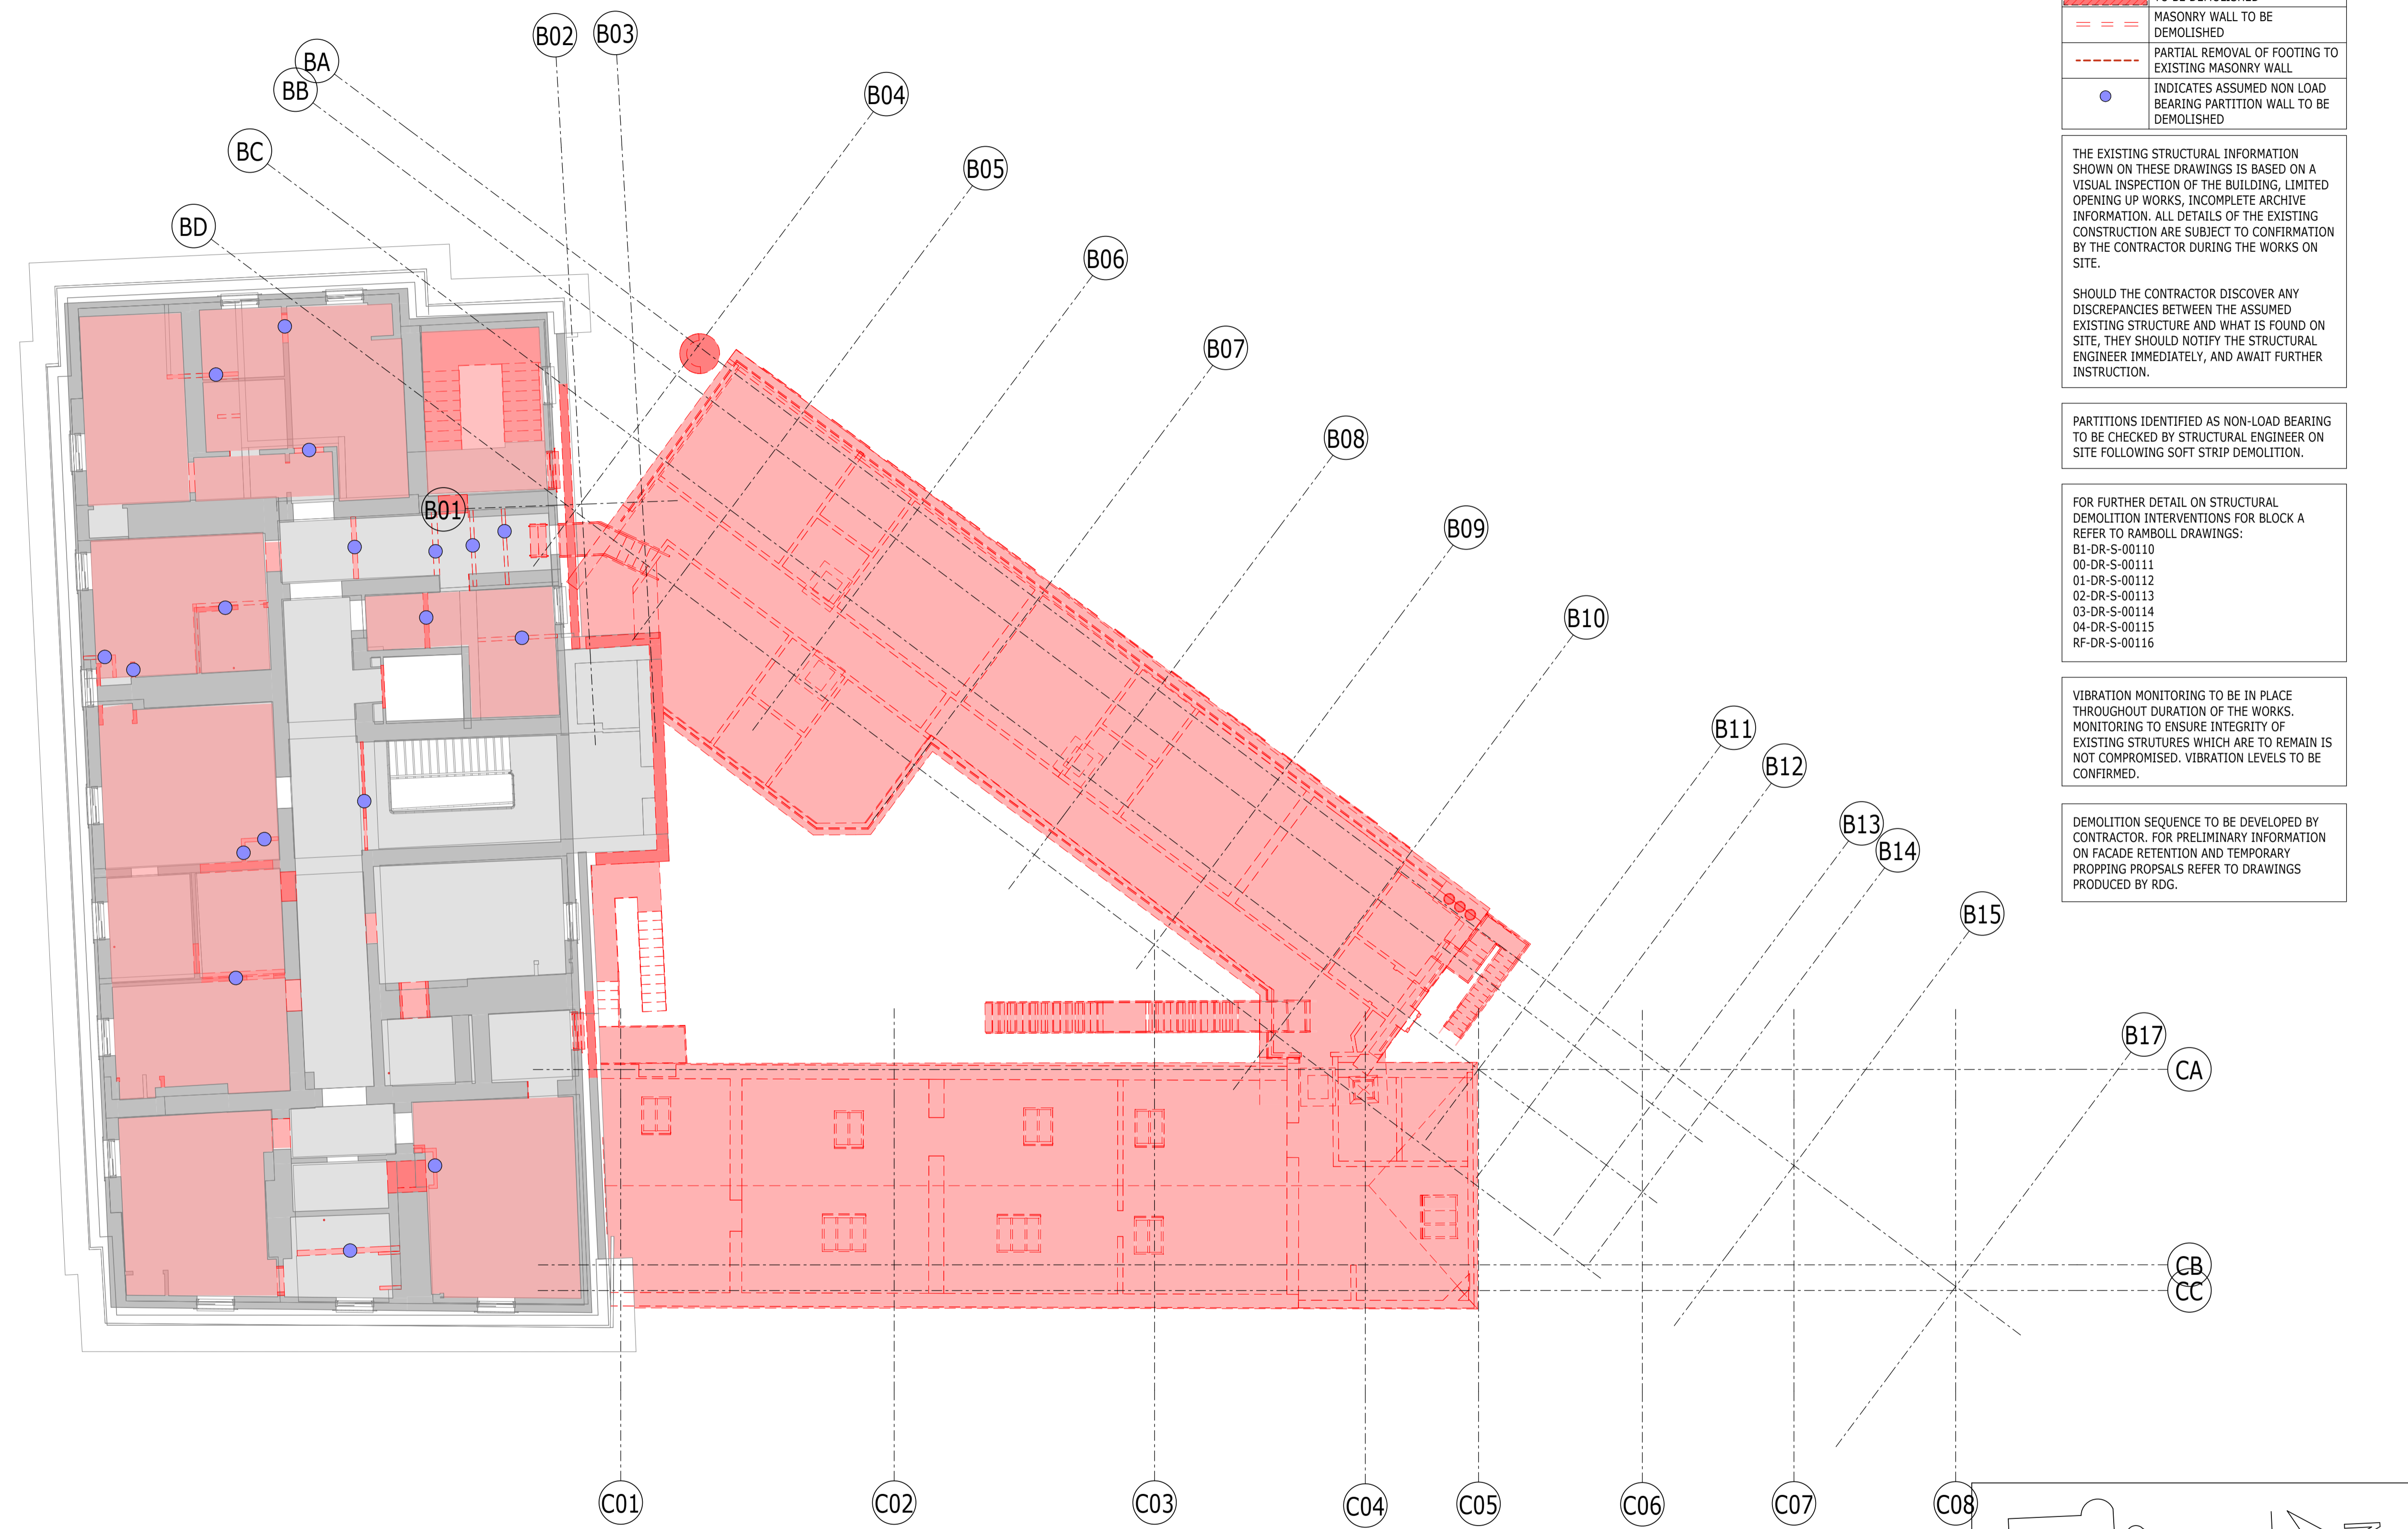 B02
B03
BA
BB
B04
BC
B05
BD
B06
B07
B08
B01
B09
B10
B11
B12
B13
B14
B15
B17
CA
CB
CC
C01
C02
C03
C04
C05
C06
C07
C08
TO BE DEMOLISHED
MASONRY WALL TO BE
DEMOLISHED
PARTIAL REMOVAL OF FOOTING TO
EXISTING MASONRY WALL
INDICATES ASSUMED NON LOAD
BEARING PARTITION WALL TO BE
DEMOLISHED
THE EXISTING STRUCTURAL INFORMATION
SHOWN ON THESE DRAWINGS IS BASED ON A
VISUAL INSPECTION OF THE BUILDING, LIMITED
OPENING UP WORKS, INCOMPLETE ARCHIVE
INFORMATION. ALL DETAILS OF THE EXISTING
CONSTRUCTION ARE SUBJECT TO CONFIRMATION
BY THE CONTRACTOR DURING THE WORKS ON
SITE.
SHOULD THE CONTRACTOR DISCOVER ANY
DISCREPANCIES BETWEEN THE ASSUMED
EXISTING STRUCTURE AND WHAT IS FOUND ON
SITE, THEY SHOULD NOTIFY THE STRUCTURAL
ENGINEER IMMEDIATELY, AND AWAIT FURTHER
INSTRUCTION.
PARTITIONS IDENTIFIED AS NON-LOAD BEARING
TO BE CHECKED BY STRUCTURAL ENGINEER ON
SITE FOLLOWING SOFT STRIP DEMOLITION.
FOR FURTHER DETAIL ON STRUCTURAL
DEMOLITION INTERVENTIONS FOR BLOCK A
REFER TO RAMBOLL DRAWINGS:
B1-DR-S-00110
00-DR-S-00111
01-DR-S-00112
02-DR-S-00113
03-DR-S-00114
04-DR-S-00115
RF-DR-S-00116
VIBRATION MONITORING TO BE IN PLACE
THROUGHOUT DURATION OF THE WORKS.
MONITORING TO ENSURE INTEGRITY OF
EXISTING STRUTURES WHICH ARE TO REMAIN IS
NOT COMPROMISED. VIBRATION LEVELS TO BE
CONFIRMED.
DEMOLITION SEQUENCE TO BE DEVELOPED BY
CONTRACTOR. FOR PRELIMINARY INFORMATION
ON FACADE RETENTION AND TEMPORARY
PROPPING PROPSALS REFER TO DRAWINGS
PRODUCED BY RDG.